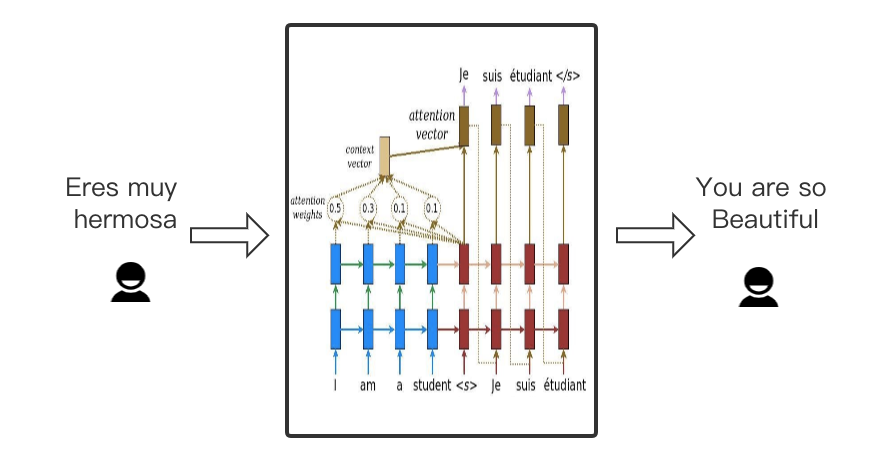 Eres muy
hermosa
Je suis étudiant </s>
attention
vector
context
vector
attention
weights
0.5 0.3 0.1 0.1
I am a student <s> Je suis étudiant
You are so
Beautiful